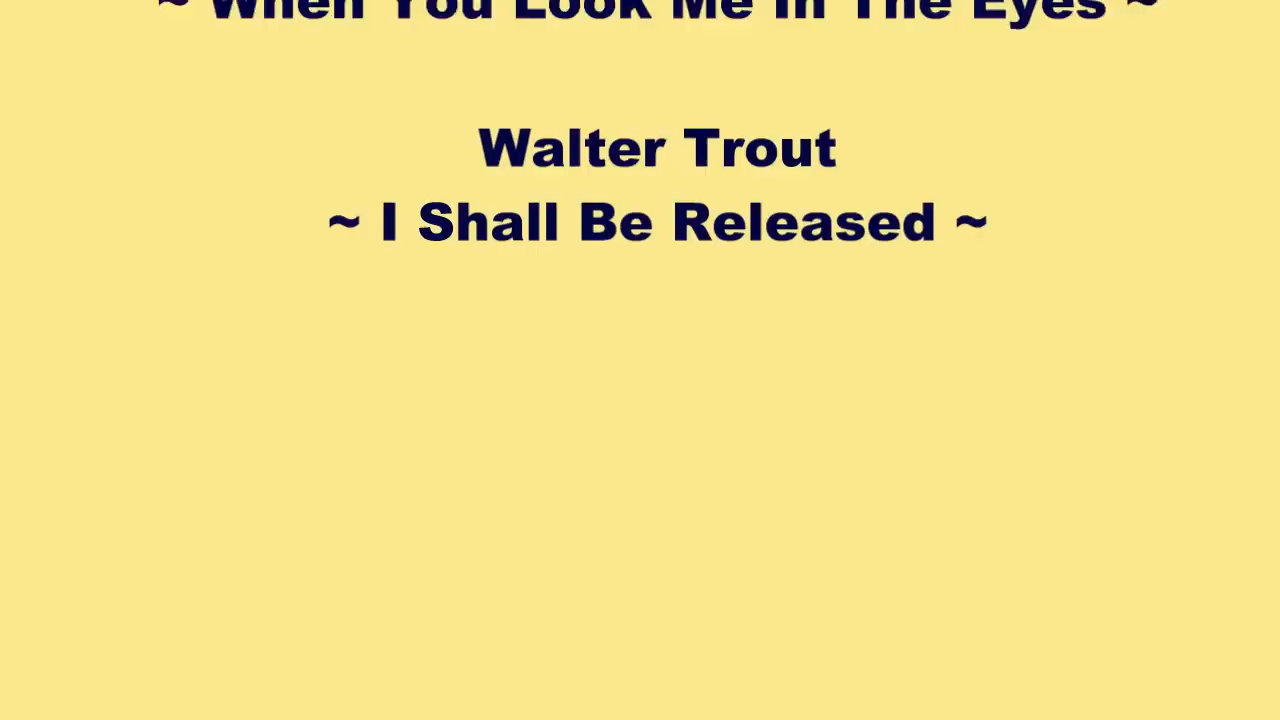 ~ When You Look Me In The Eyes ~
Walter Trout
~ I Shall Be Released ~